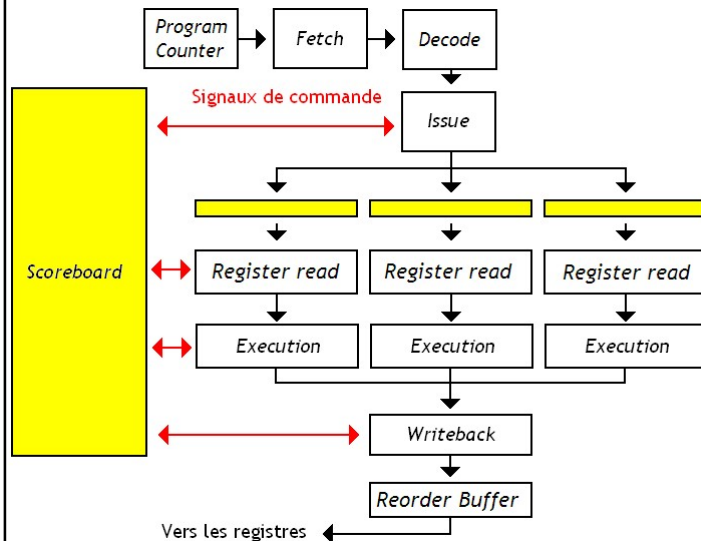 Program
Counter
Fetch
Decode
Signaux de commande
Issue
Scoreboard
Register read
Register read
Register read
Execution
Execution
Execution
Writeback
Reorder Buffer
Vers les registres